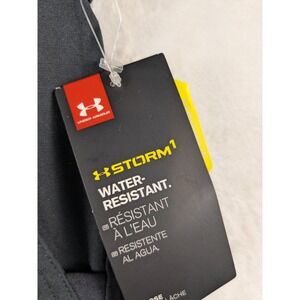 UNDER ARMOUR
STORM1
WATER-
RESISTANT.
RÉSISTANT
À L'EAU
RESISTENTE
AL AGUA.